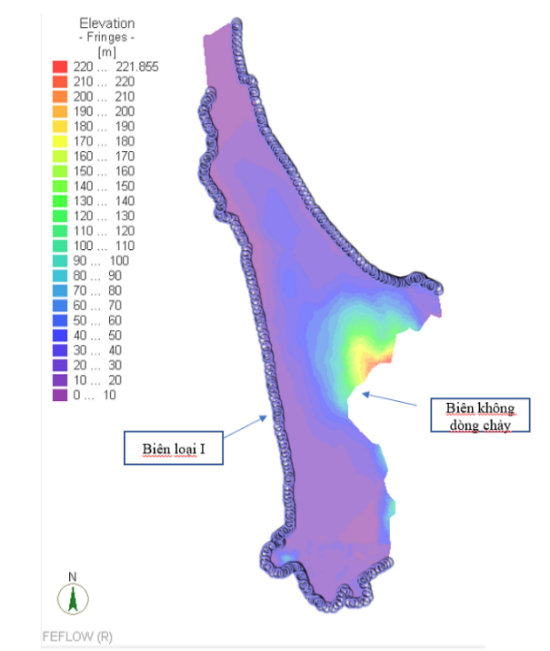 Elevation
- Fringes -
[m]
220 ... 221.855
210 ... 220
200 ... 210
190 ... 200
180 ... 190
170 ... 180
160 ... 170
150 ... 160
140 ... 150
130 ... 140
120 ... 130
110 ... 120
100 ... 110
90 ... 100
80 ... 90
70 ... 80
60 ... 70
50 ... 60
40 ... 50
30 ... 40
20 ... 30
10 ... 20
0 ... 10
Biên không
dòng chảy
Biên loại I
N
FEFLOW (R)